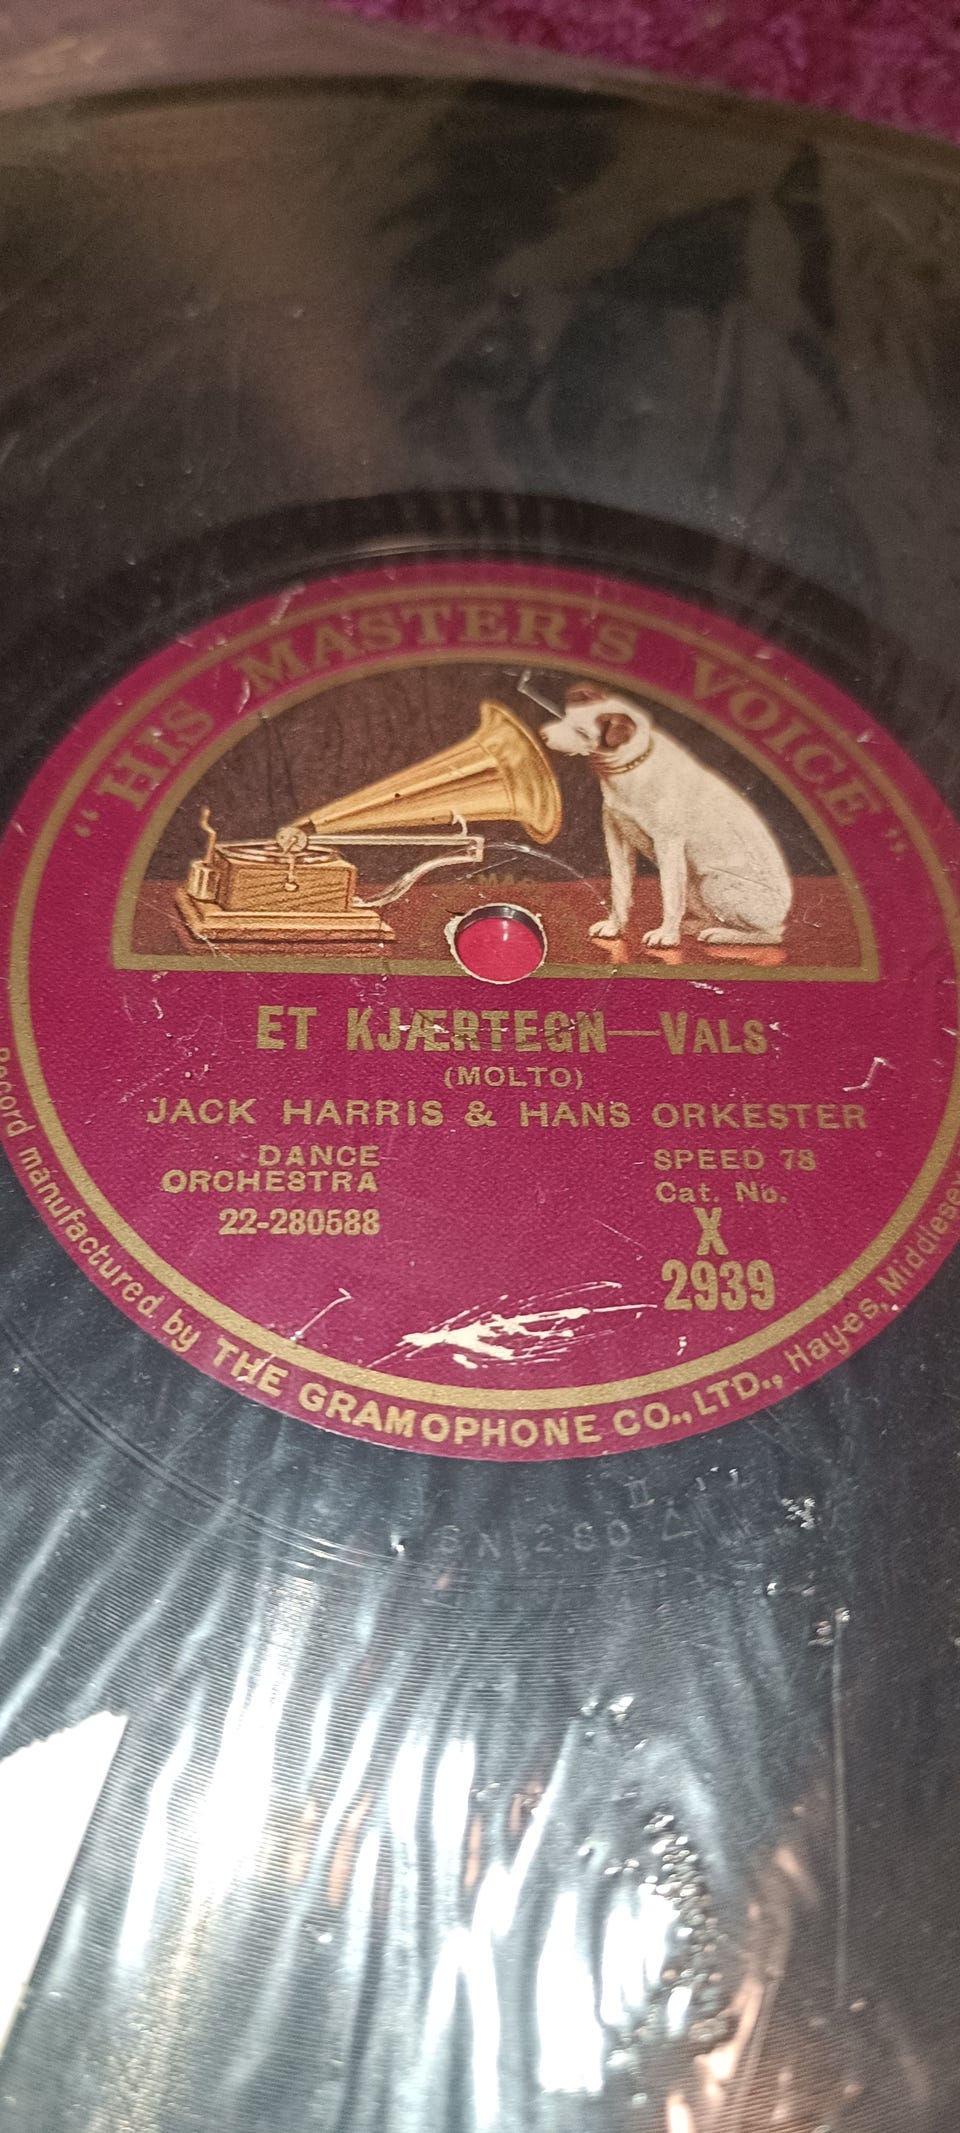 "HIS MASTER'S VOICE"
ET KJÆRTEGN—VALS
(MOLTO)
JACK HARRIS & HANS ORKESTER
DANCE
ORCHESTRA
22-280588
SPEED 78
Cat. No.
X
2939
Record manufactured by THE GRAMOPHONE CO., LTD., Hayes, Middlesex
II